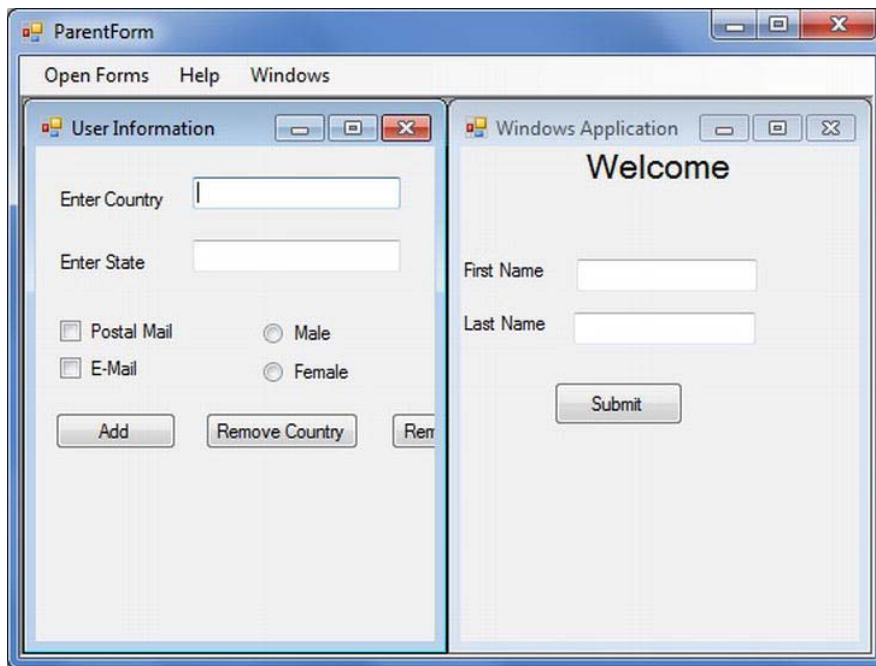 ParentForm
Open Forms Help Windows
User Information
Enter Country
Enter State
Postal Mail
Male
E-Mail
Female
Add
Remove Country
Rem
Windows Application
Welcome
First Name
Last Name
Submit